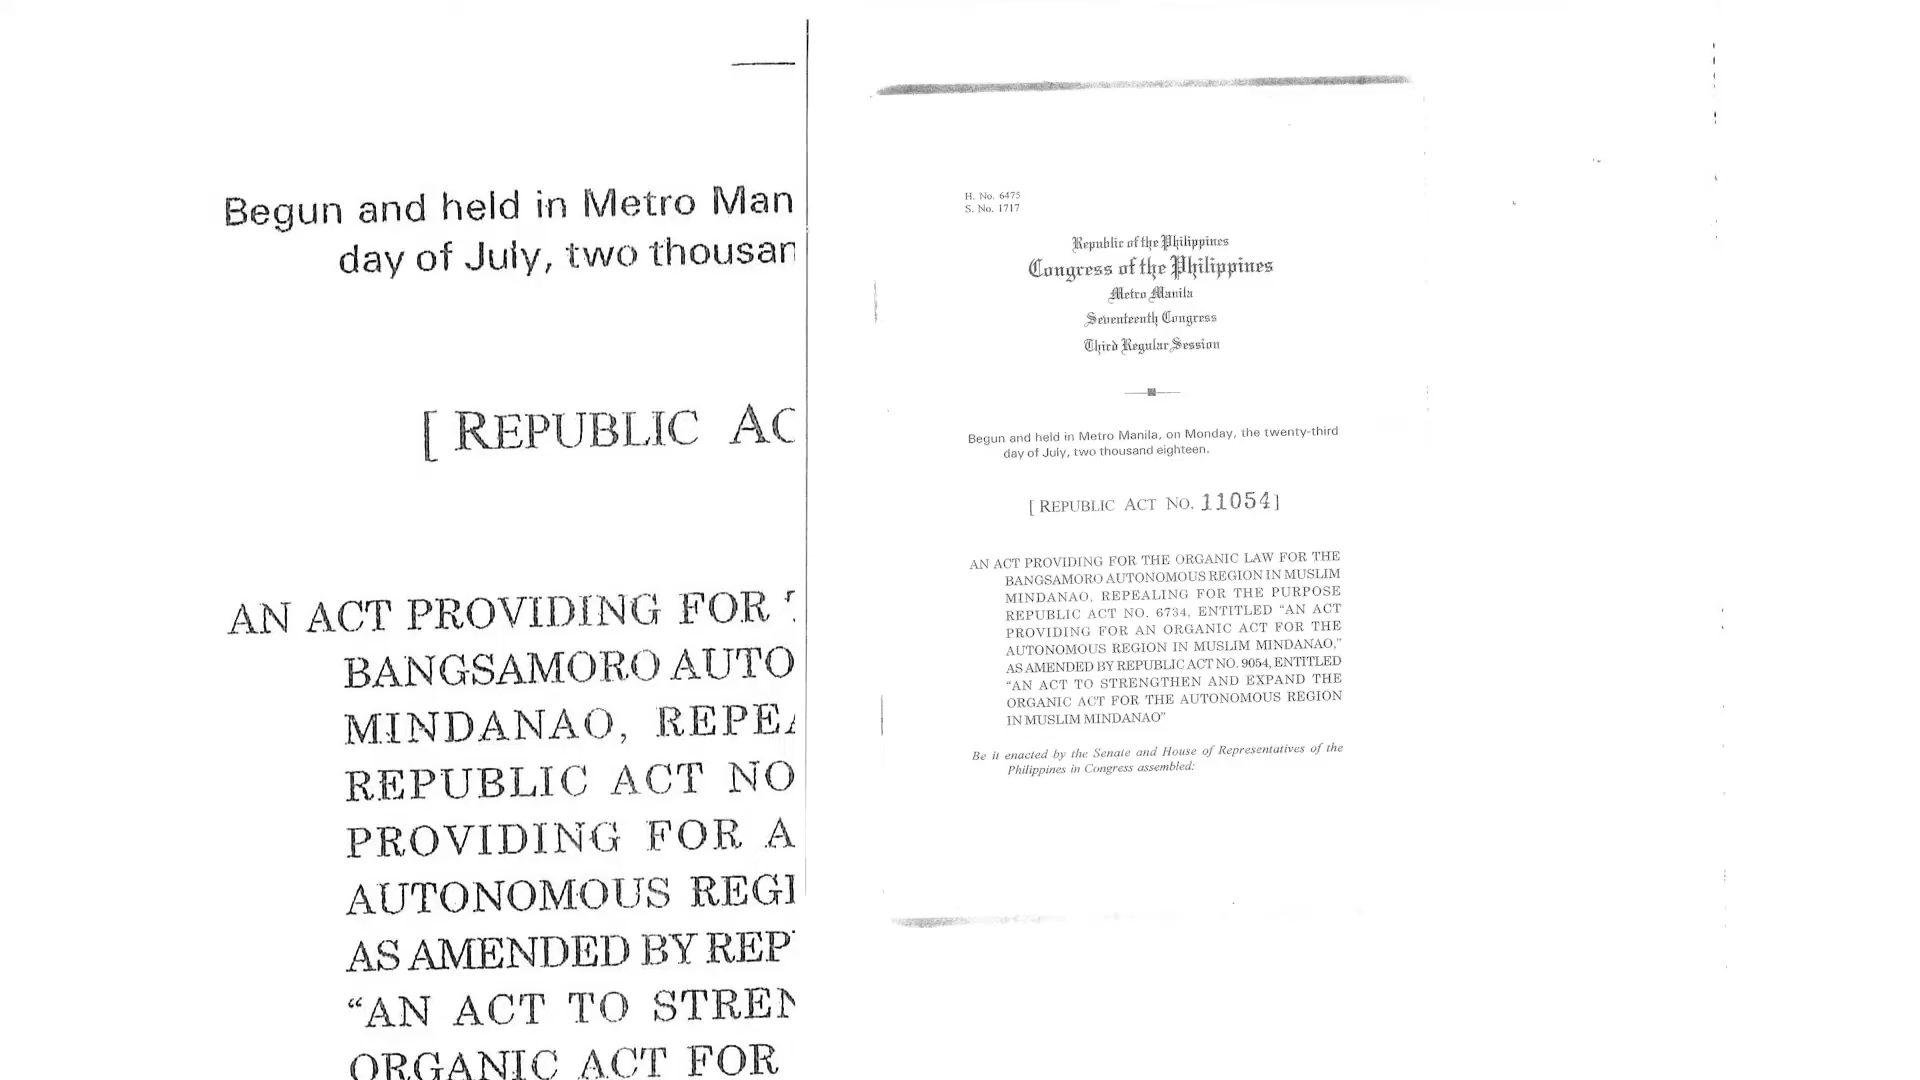 Begun and held in Metro Man
day of July, two thousan
[ REPUBLIC AC
AN ACT PROVIDING FOR
BANGSAMORO AUTO
MINDANAO, REPEA
REPUBLIC ACT NO
PROVIDING FOR A
AUTONOMOUS REGI
AS AMENDED BY REP
“AN ACT TO STREN
ORGANIC ACT FOR
H. No. 6475
S. No. 1717
Republic of the Philippines
Congress of the Philippines
Metro Manila
Seventeenth Congress
Third Regular Session
Begun and held in Metro Manila, on Monday, the twenty-third
day of July, two thousand eighteen.
[ REPUBLIC ACT NO. 11054 ]
AN ACT PROVIDING FOR THE ORGANIC LAW FOR THE
BANGSAMORO AUTONOMOUS REGION IN MUSLIM
MINDANAO, REPEALING FOR THE PURPOSE
REPUBLIC ACT NO. 6734, ENTITLED “AN ACT
PROVIDING FOR AN ORGANIC ACT FOR THE
AUTONOMOUS REGION IN MUSLIM MINDANAO,”
AS AMENDED BY REPUBLIC ACT NO. 9054, ENTITLED
“AN ACT TO STRENGTHEN AND EXPAND THE
ORGANIC ACT FOR THE AUTONOMOUS REGION
IN MUSLIM MINDANAO”
Be it enacted by the Senate and House of Representatives of the
Philippines in Congress assembled: